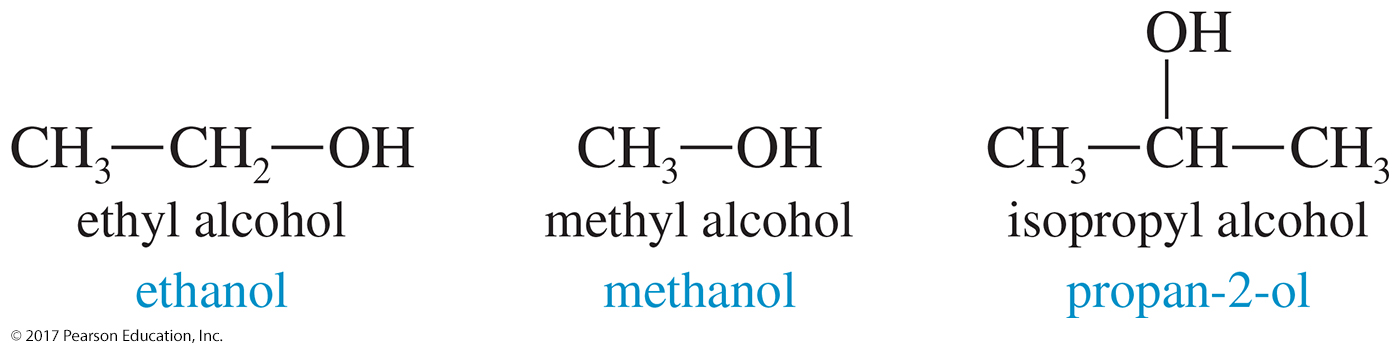 OH
CH₃—CH₂—OH CH₃—OH CH₃—CH—CH₃
ethyl alcohol methyl alcohol isopropyl alcohol
ethanol methanol propan-2-ol
© 2017 Pearson Education, Inc.